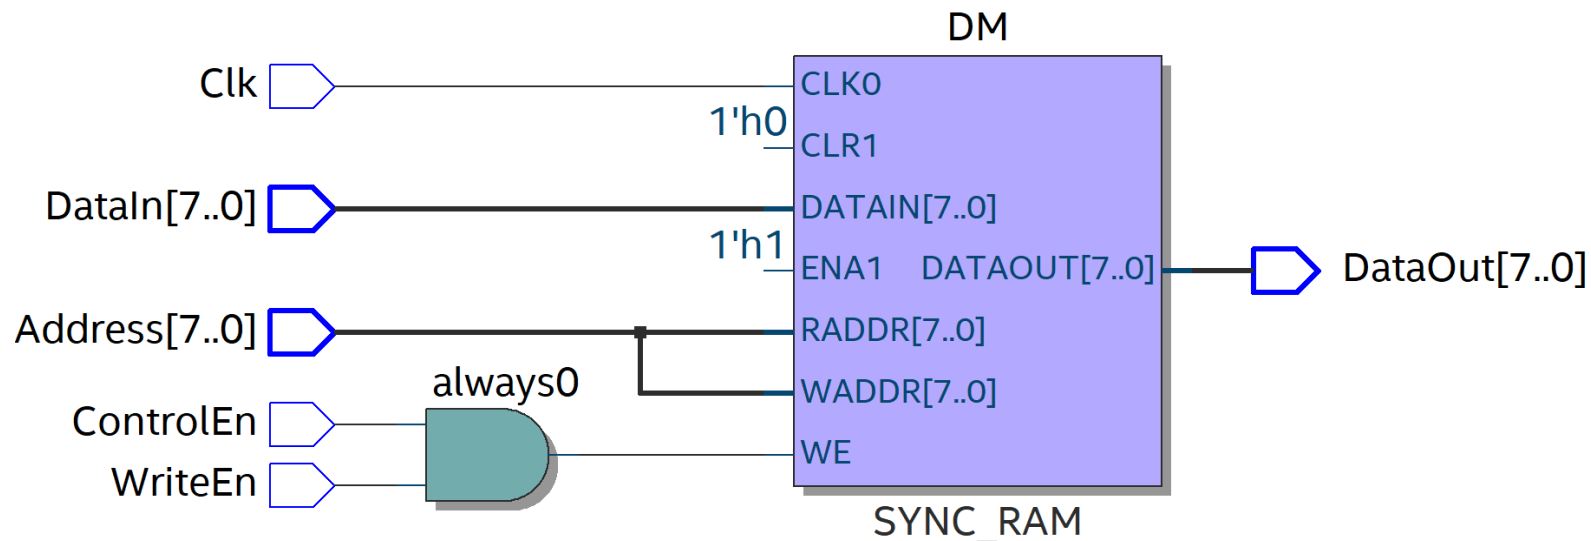 DM
Clk
CLK0
1'h0
CLR1
DataIn[7..0]
DATAIN[7..0]
1'h1
ENA1 DATAOUT[7..0]
DataOut[7..0]
Address[7..0]
RADDR[7..0]
always0
WADDR[7..0]
ControlEn
WE
WriteEn
SYNC_RAM